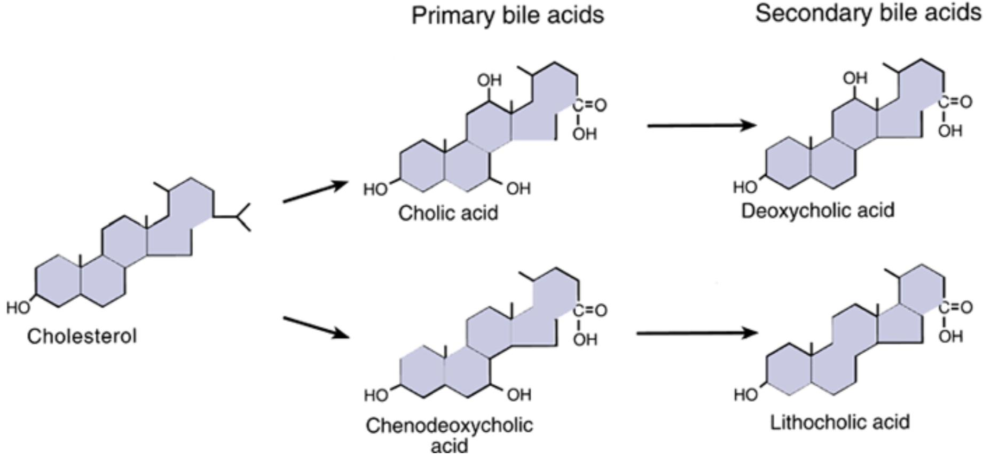 Primary bile acids
Secondary bile acids
OH
C=O
OH
HO
OH
Cholic acid
OH
C=O
OH
HO
Deoxycholic acid
HO
Cholesterol
C=O
OH
HO
OH
Chenodeoxycholic
acid
C=O
OH
HO
Lithocholic acid